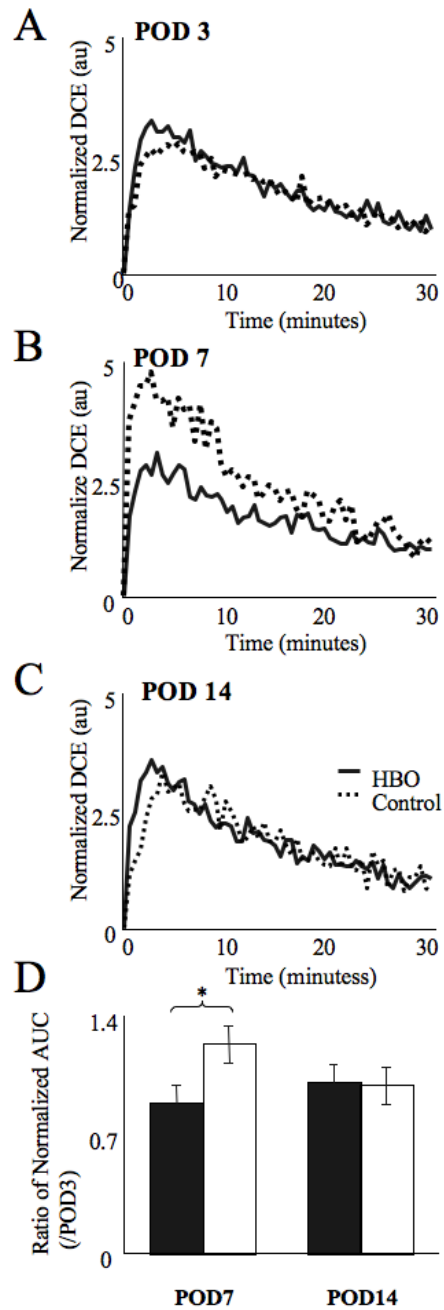 A
POD 3
5
2.5
0
Normalized DCE (au)
0 10 20 30
Time (minutes)
B
POD 7
5
2.5
0
Normalize DCE (au)
0 10 20 30
Time (minutes)
C
POD 14
5
2.5
0
Normalized DCE (au)
HBO
Control
0 10 20 30
Time (minutess)
D
*
1.4
0.7
0
Ratio of Normalized AUC
(/POD3)
POD7 POD14